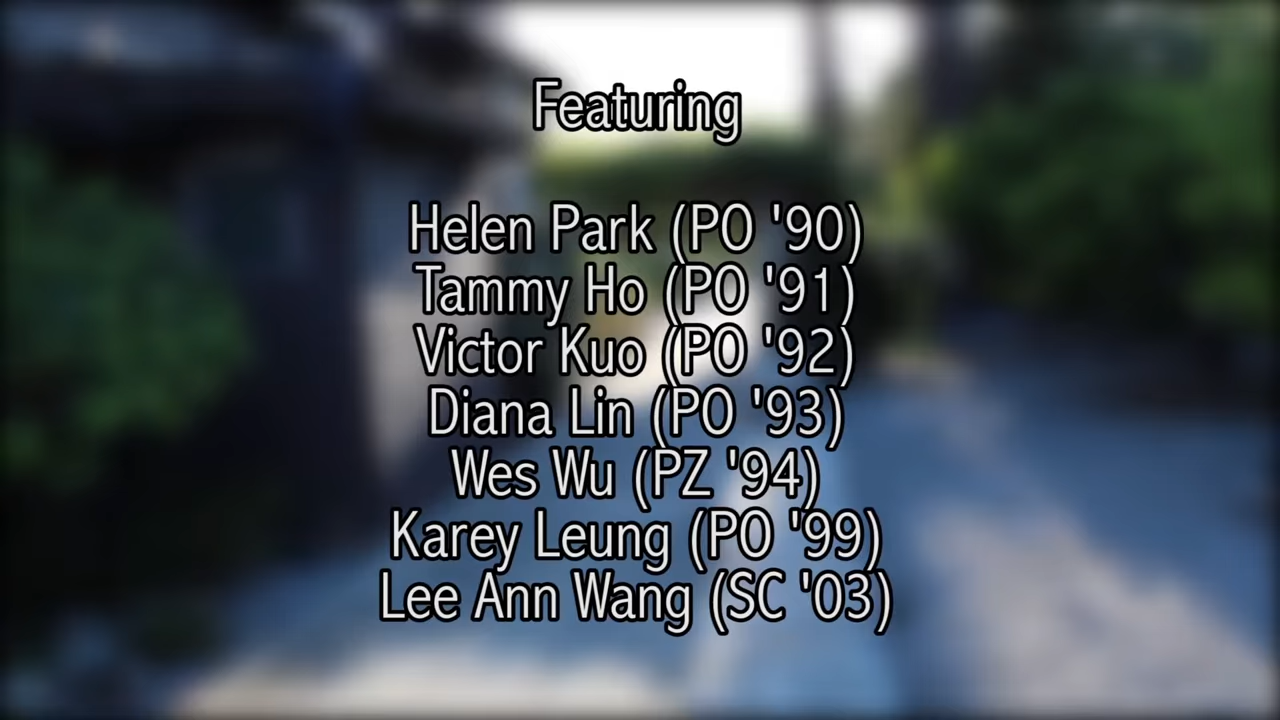 Featuring
Helen Park (PO '90)
Tammy Ho (PO '91)
Victor Kuo (PO '92)
Diana Lin (PO '93)
Wes Wu (PZ '94)
Karey Leung (PO '99)
Lee Ann Wang (SC '03)